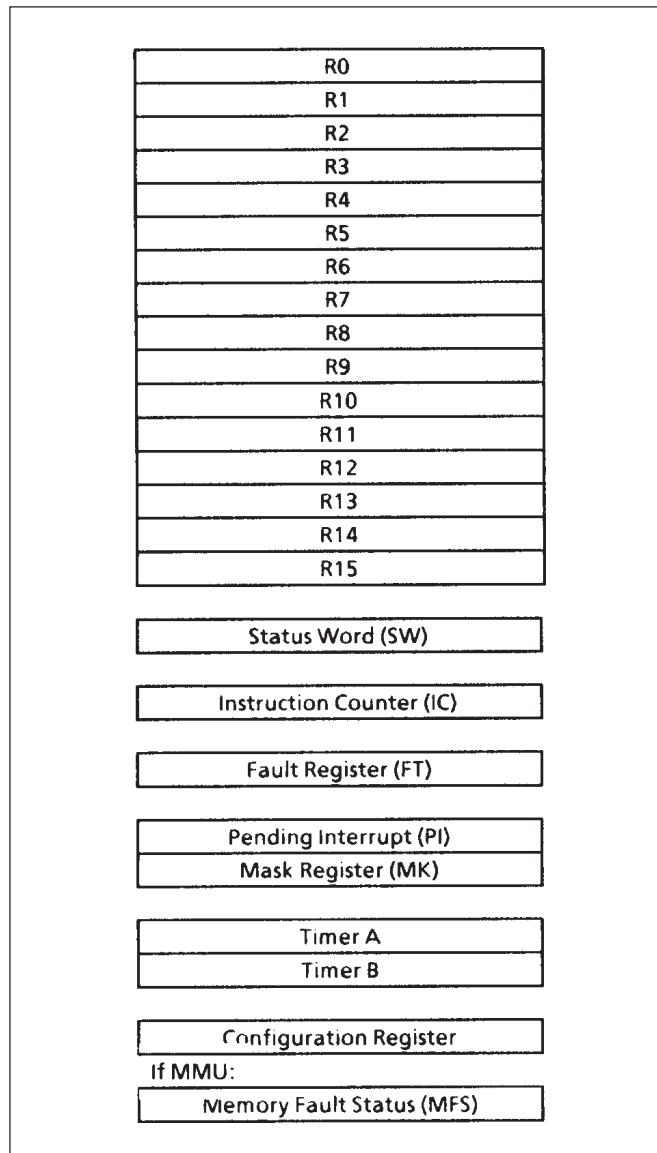 R0
R1
R2
R3
R4
R5
R6
R7
R8
R9
R10
R11
R12
R13
R14
R15
Status Word (SW)
Instruction Counter (IC)
Fault Register (FT)
Pending Interrupt (PI)
Mask Register (MK)
Timer A
Timer B
Configuration Register
If MMU:
Memory Fault Status (MFS)